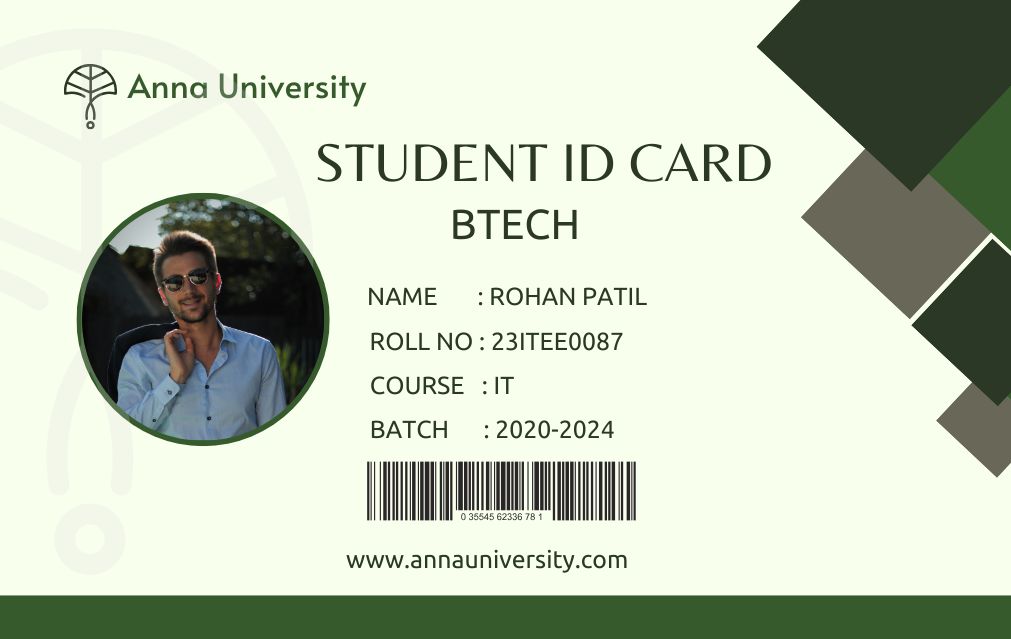 Anna University
STUDENT ID CARD
BTECH
NAME : ROHAN PATIL
ROLL NO : 23ITEE0087
COURSE : IT
BATCH : 2020-2024
0 35545 62336 78 1
www.annauniversity.com